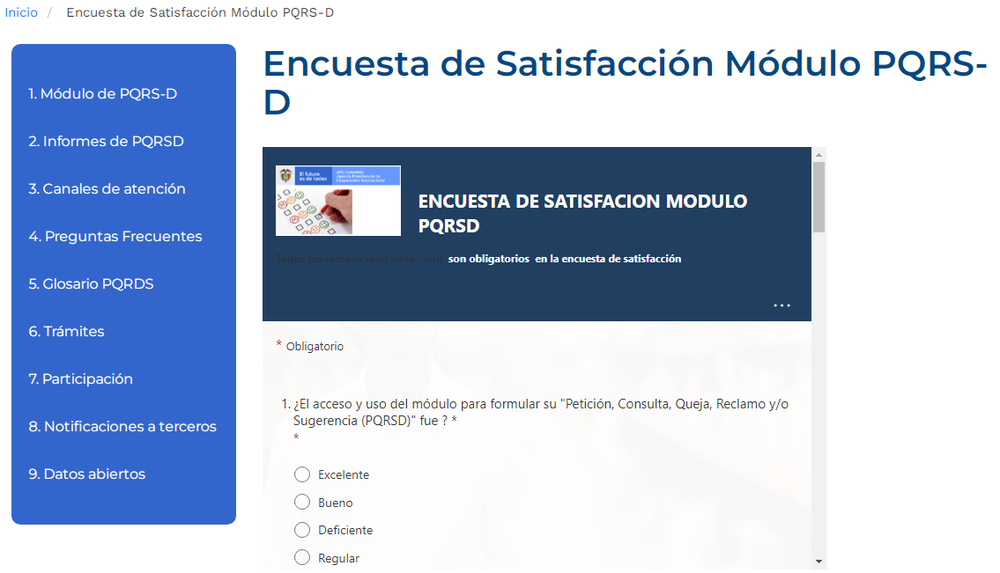 Inicio / Encuesta de Satisfacción Módulo PQRS-D
1. Módulo de PQRS-D
2. Informes de PQRSD
3. Canales de atención
4. Preguntas Frecuentes
5. Glosario PQRDS
6. Trámites
7. Participación
8. Notificaciones a terceros
9. Datos abiertos
Encuesta de Satisfacción Módulo PQRS-
D
El futuro
es de todos
APC Colombia
Agencia Presidencial de
Cooperación Internacional
ENCUESTA DE SATISFACION MODULO
PQRSD
Todos los campos marcados * con son obligatorios en la encuesta de satisfacción
...
* Obligatorio
1. ¿El acceso y uso del módulo para formular su "Petición, Consulta, Queja, Reclamo y/o
Sugerencia (PQRSD)" fue ? *
*
Excelente
Bueno
Deficiente
Regular